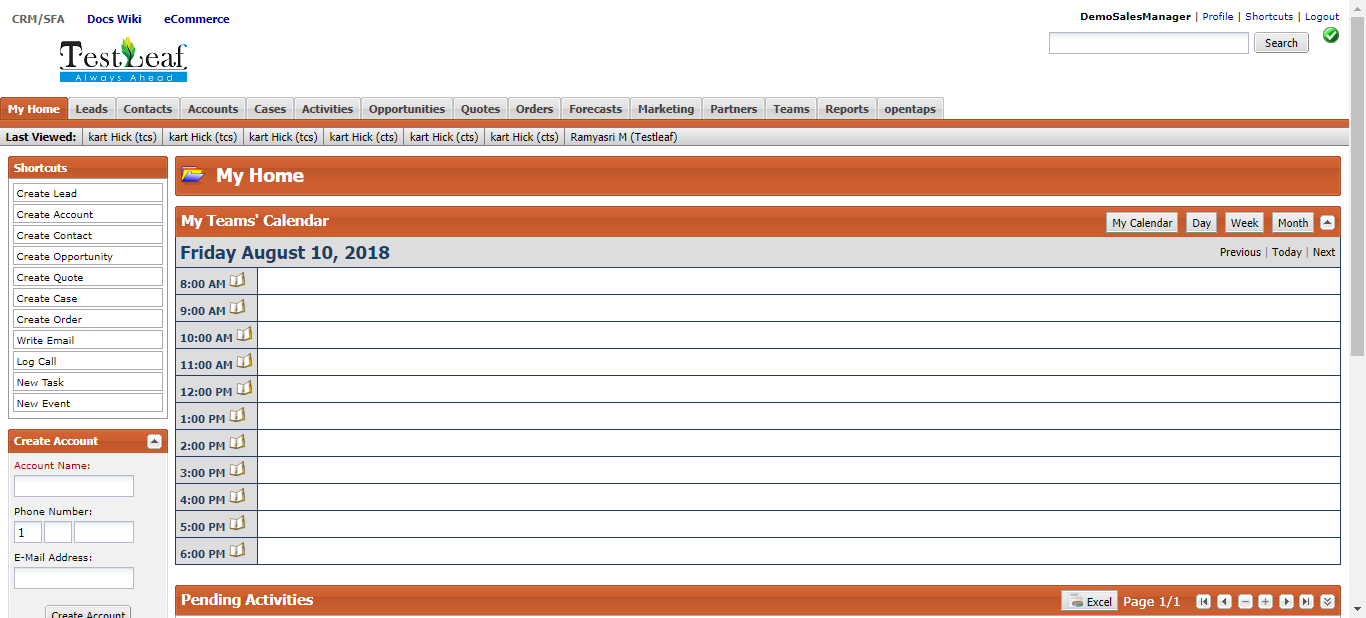 CRM/SFA Docs Wiki eCommerce
DemoSalesManager | Profile | Shortcuts | Logout
Search
TestLeaf
Always Ahead
My Home Leads Contacts Accounts Cases Activities Opportunities Quotes Orders Forecasts Marketing Partners Teams Reports opentaps
Last Viewed: kart Hick (tcs) kart Hick (tcs) kart Hick (tcs) kart Hick (cts) kart Hick (cts) kart Hick (cts) Ramyasri M (Testleaf)
Shortcuts
Create Lead
Create Account
Create Contact
Create Opportunity
Create Quote
Create Case
Create Order
Write Email
Log Call
New Task
New Event
Create Account
Account Name:
Phone Number:
1
E-Mail Address:
Create Account
My Home
My Teams' Calendar My Calendar Day Week Month
Friday August 10, 2018 Previous | Today | Next
8:00 AM
9:00 AM
10:00 AM
11:00 AM
12:00 PM
1:00 PM
2:00 PM
3:00 PM
4:00 PM
5:00 PM
6:00 PM
Pending Activities Excel Page 1/1